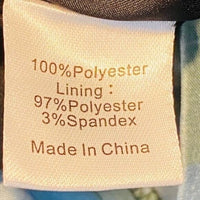 100%Polyester
Lining：
97%Polyester
3%Spandex
Made In China